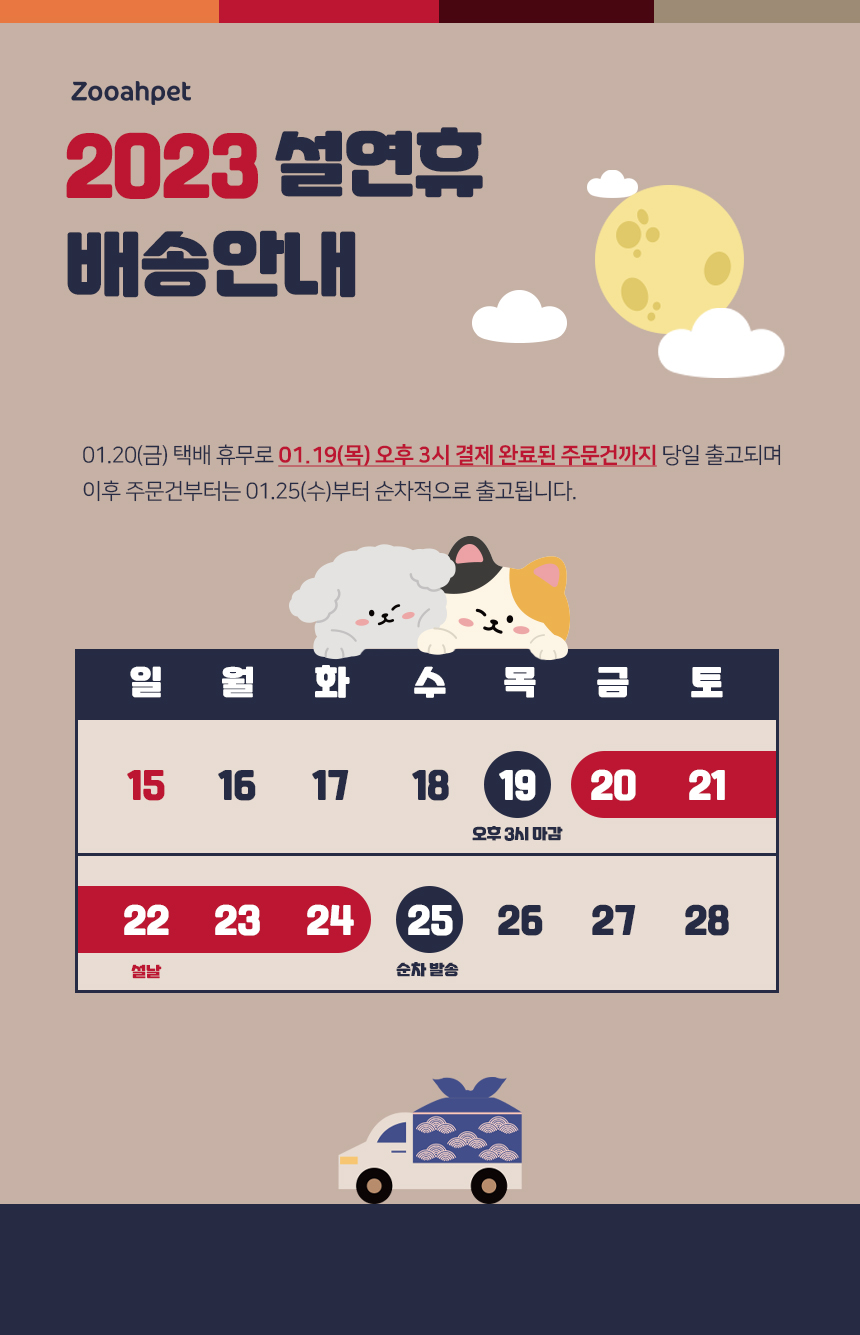 Zooahpet
2023 설연휴
배송안내
01.20(금) 택배 휴무로 01.19(목) 오후 3시 결제 완료된 주문건까지 당일 출고되며
이후 주문건부터는 01.25(수)부터 순차적으로 출고됩니다.
일 월 화 수 목 금 토
15 16 17 18 19 20 21
오후 3시 마감
22 23 24 25 26 27 28
설날 순차 발송